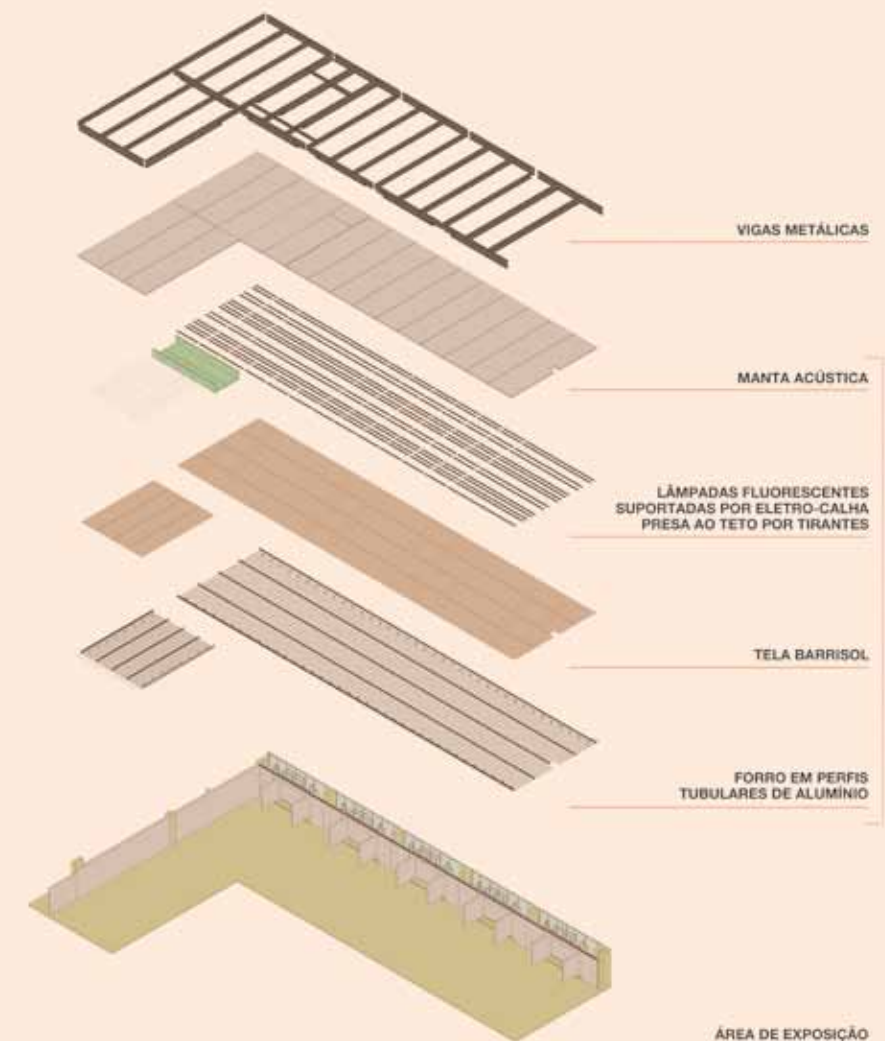 VIGAS METÁLICAS
MANTA ACÚSTICA
LÂMPADAS FLUORESCENTES
SUPORTADAS POR ELETRO-CALHA
PRESA AO TETO POR TIRANTES
TELA BARRISOL
FORRO EM PERFIS
TUBULARES DE ALUMÍNIO
ÁREA DE EXPOSIÇÃO